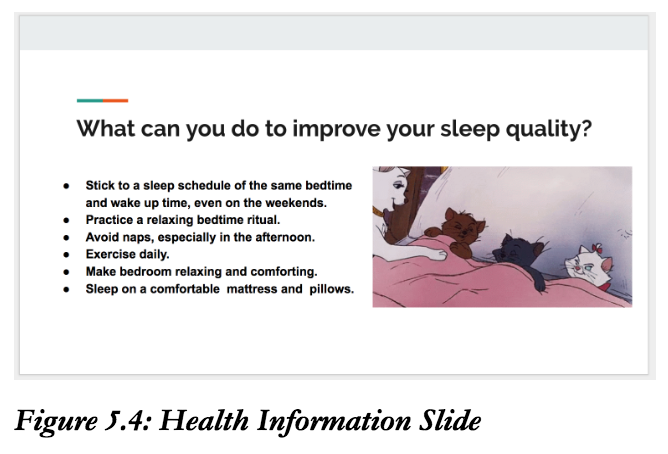 What can you do to improve your sleep quality?
● Stick to a sleep schedule of the same bedtime
and wake up time, even on the weekends.
● Practice a relaxing bedtime ritual.
● Avoid naps, especially in the afternoon.
● Exercise daily.
● Make bedroom relaxing and comforting.
● Sleep on a comfortable mattress and pillows.
Figure 5.4: Health Information Slide